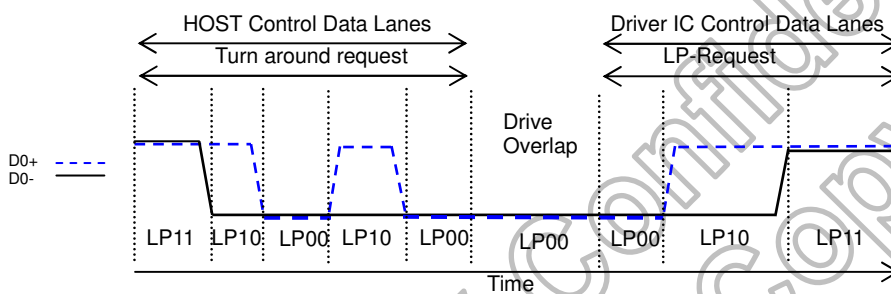 HOST Control Data Lanes
Driver IC Control Data Lanes
Turn around request
LP-Request
Drive
Overlap
D0+
D0-
LP11
LP10
LP00
LP10
LP00
LP00
LP00
LP10
LP11
Time